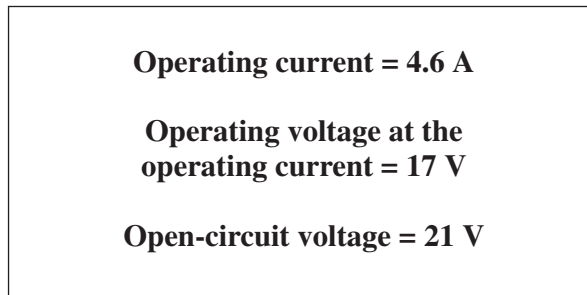 Operating current = 4.6 A
Operating voltage at the
operating current = 17 V
Open-circuit voltage = 21 V